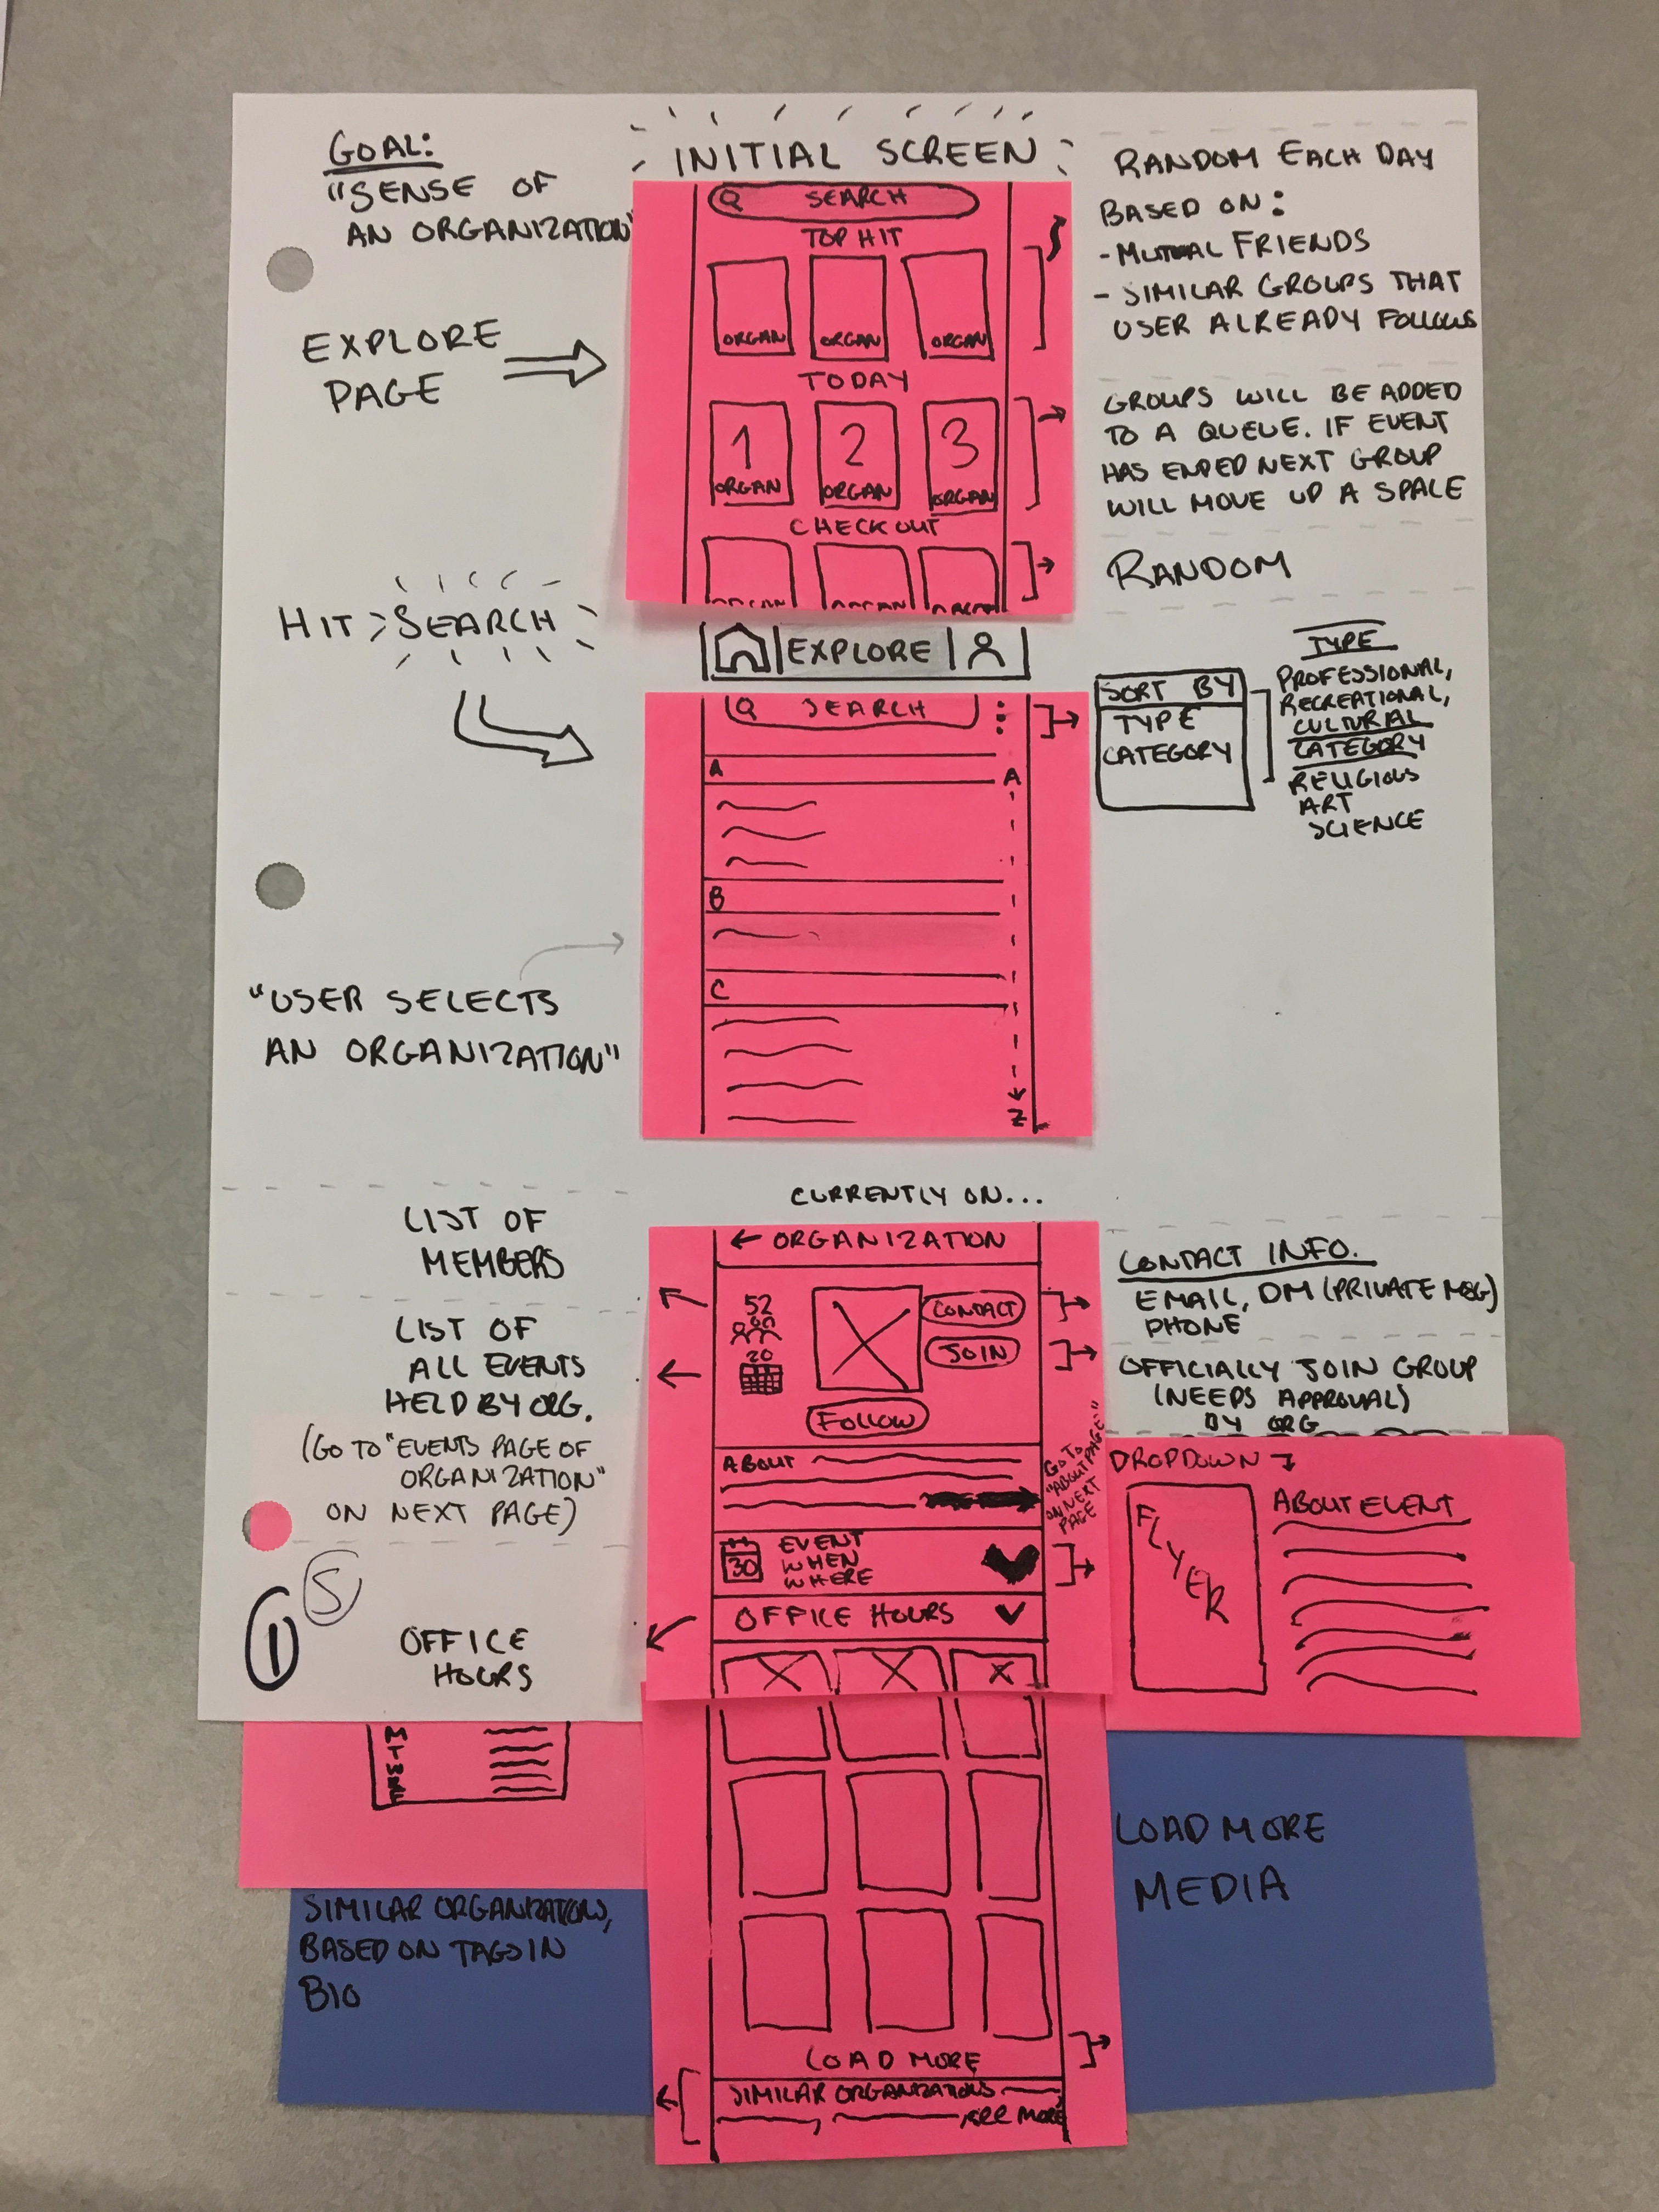 GOAL:
"SENSE OF
AN ORGANIZATION"
EXPLORE
PAGE
HIT SEARCH
"USER SELECTS
AN ORGANIZATION"
LIST OF
MEMBERS
LIST OF
ALL EVENTS
HELD BY ORG.
(GO TO "EVENTS PAGE OF
ORGANIZATION"
ON NEXT PAGE)
1
S
OFFICE
HOURS
SIMILAR ORGANIZATIONS,
BASED ON TAGS IN
BIO
INITIAL SCREEN
SEARCH
TOP HIT
ORGAN ORGAN ORGAN
TODAY
1 2 3
ORGAN ORGAN ORGAN
CHECK OUT
ORGAN ORGAN ORGAN
EXPLORE
SEARCH
A
A
B
C
Z
CURRENTLY ON...
← ORGANIZATION
52
CONTACT
20
JOIN
FOLLOW
ABOUT
GO TO
"ABOUT PAGE"
ON NEXT
PAGE
30
EVENT
WHEN
WHERE
OFFICE HOURS
LOAD MORE
SIMILAR ORGANIZATIONS
SEE MORE
RANDOM EACH DAY
BASED ON:
- MUTUAL FRIENDS
- SIMILAR GROUPS THAT
USER ALREADY FOLLOWS
GROUPS WILL BE ADDED
TO A QUEUE. IF EVENT
HAS ENDED NEXT GROUP
WILL MOVE UP A SPACE
RANDOM
SORT BY
TYPE
CATEGORY
TYPE
PROFESSIONAL,
RECREATIONAL,
CULTURAL
CATEGORY
RELIGIOUS
ART
SCIENCE
CONTACT INFO.
EMAIL, DM (PRIVATE MSG)
PHONE
OFFICIALLY JOIN GROUP
(NEEDS APPROVAL)
BY ORG
DROPDOWN
FLYER
ABOUT EVENT
LOAD MORE
MEDIA